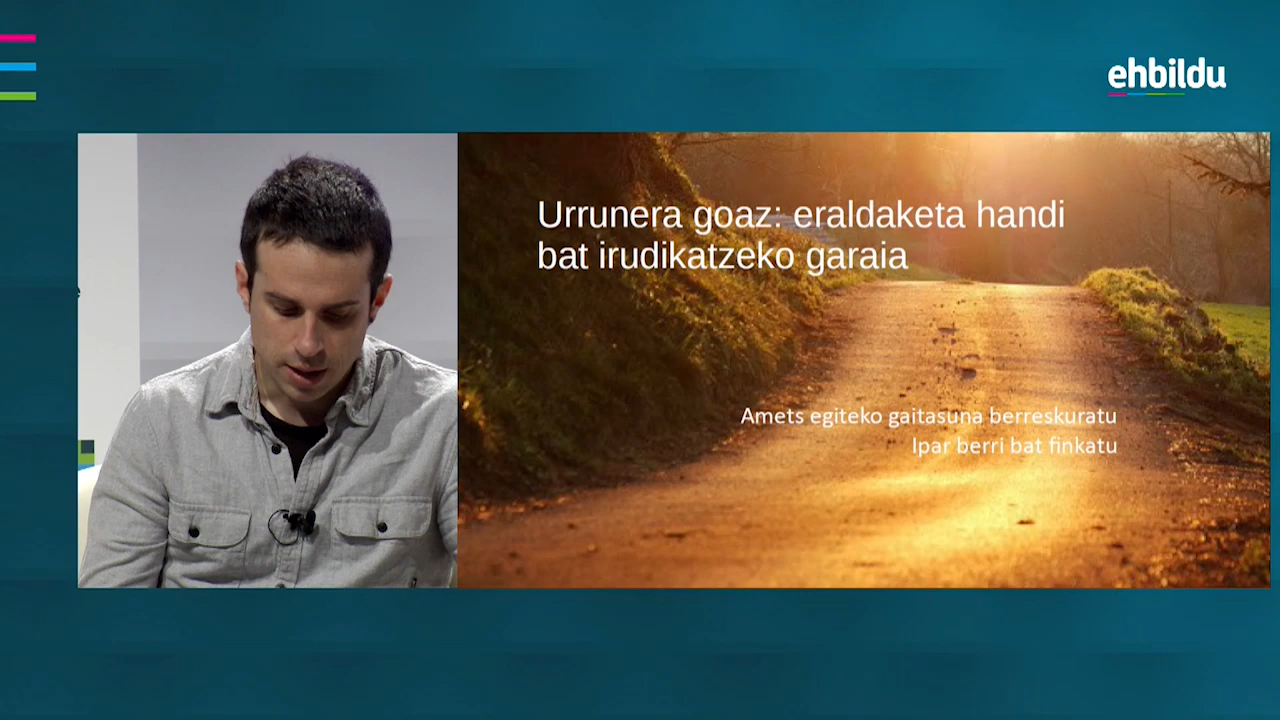 ehbildu
Urrunera goaz: eraldaketa handi
bat irudikatzeko garaia
Amets egiteko gaitasuna berreskuratu
Ipar berri bat finkatu